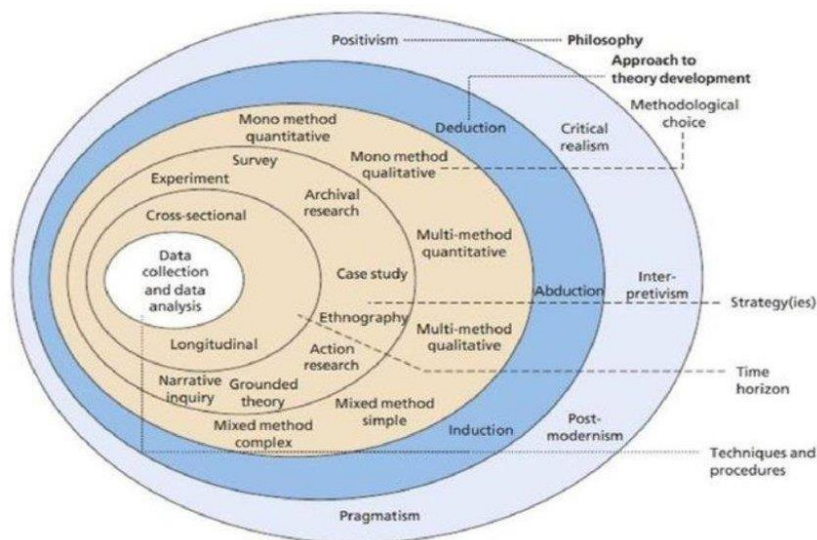 Positivism
Philosophy
Approach to
theory development
Methodological
choice
Mono method
quantitative
Deduction
Critical
realism
Survey
Mono method
qualitative
Experiment
Archival
research
Cross-sectional
Multi-method
quantitative
Data
collection
and data
analysis
Case study
Abduction
Inter-
pretivism
Strategy(ies)
Ethnography
Multi-method
qualitative
Longitudinal
Action
research
Time
horizon
Narrative
inquiry
Grounded
theory
Mixed method
simple
Mixed method
complex
Induction
Post-
modernism
Techniques and
procedures
Pragmatism